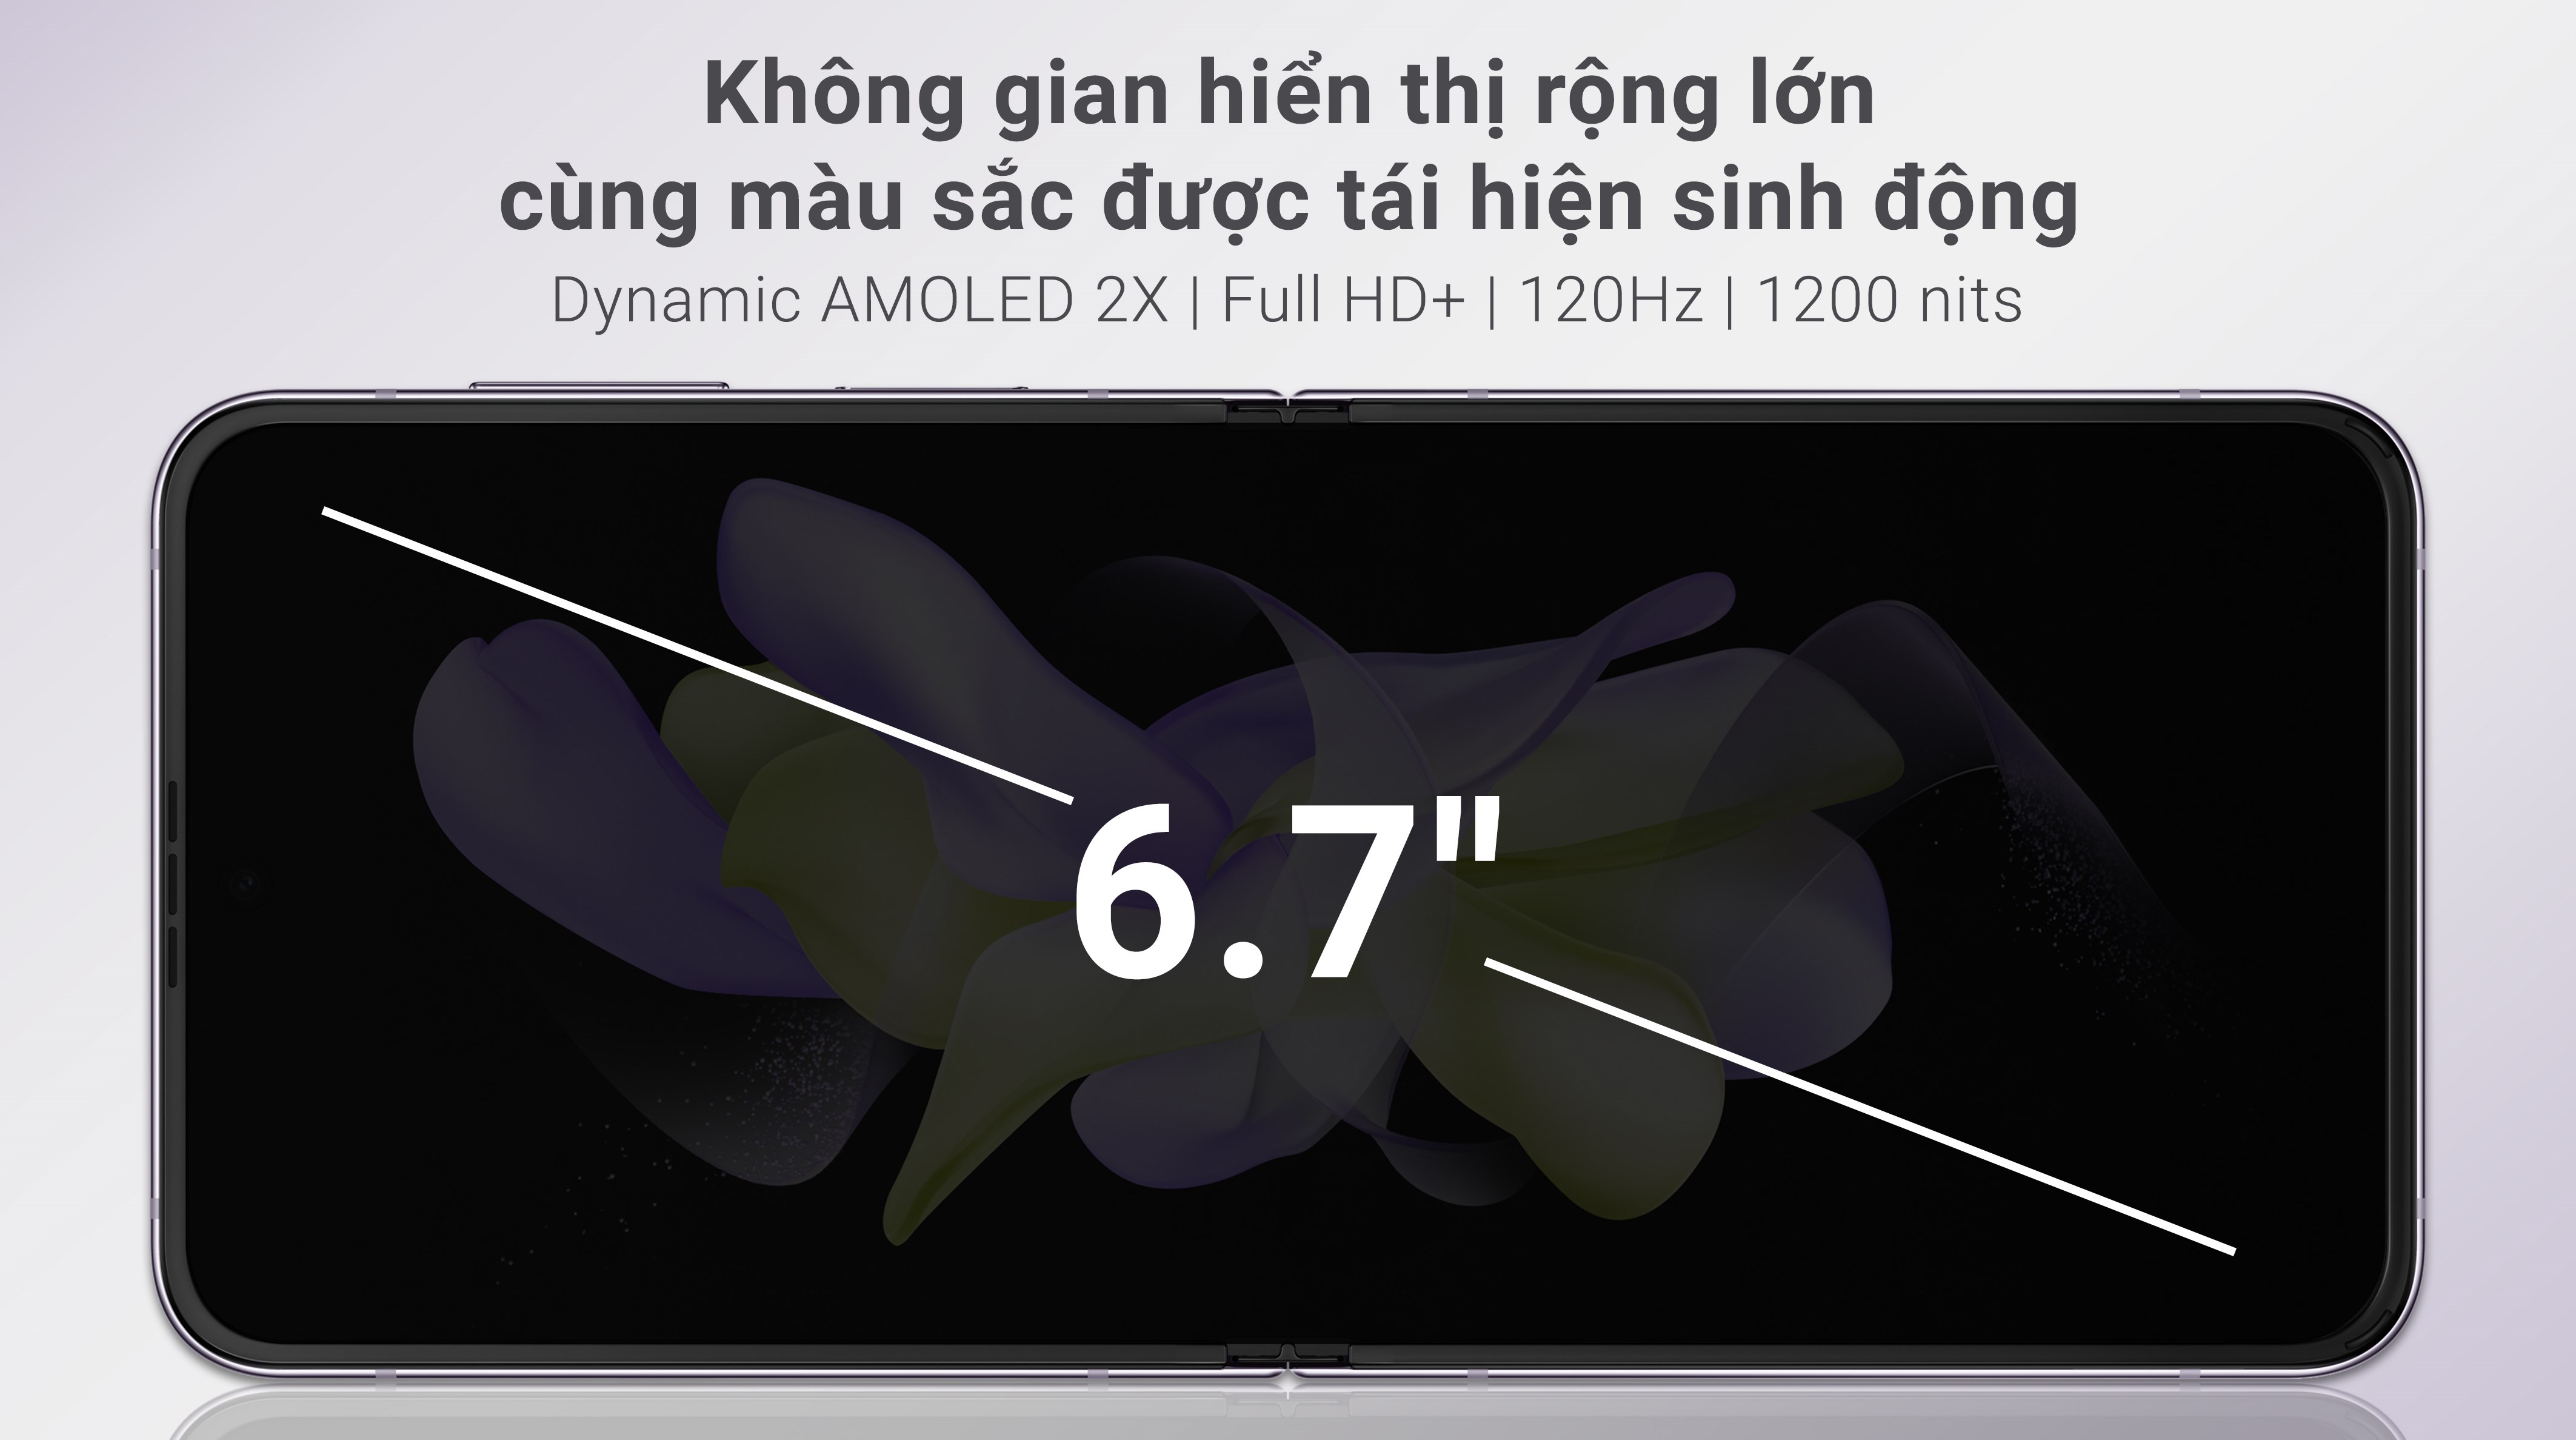 Không gian hiển thị rộng lớn
cùng màu sắc được tái hiện sinh động
Dynamic AMOLED 2X | Full HD+ | 120Hz | 1200 nits
6.7"